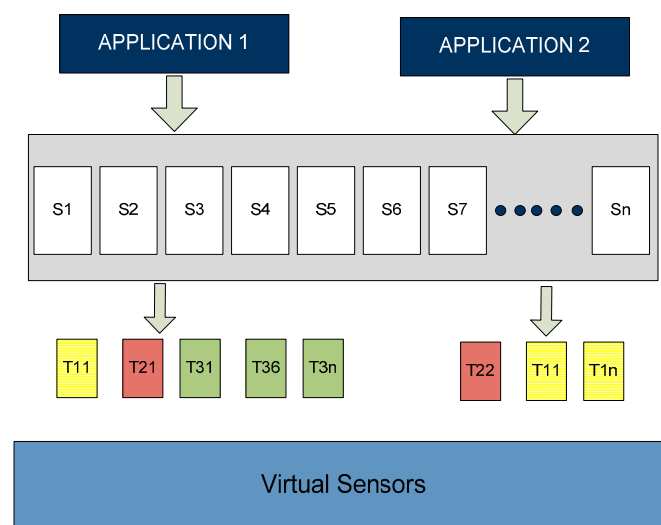 APPLICATION 1
APPLICATION 2
S1 S2 S3 S4 S5 S6 S7 Sn
T11 T21 T31 T36 T3n T22 T11 T1n
Virtual Sensors